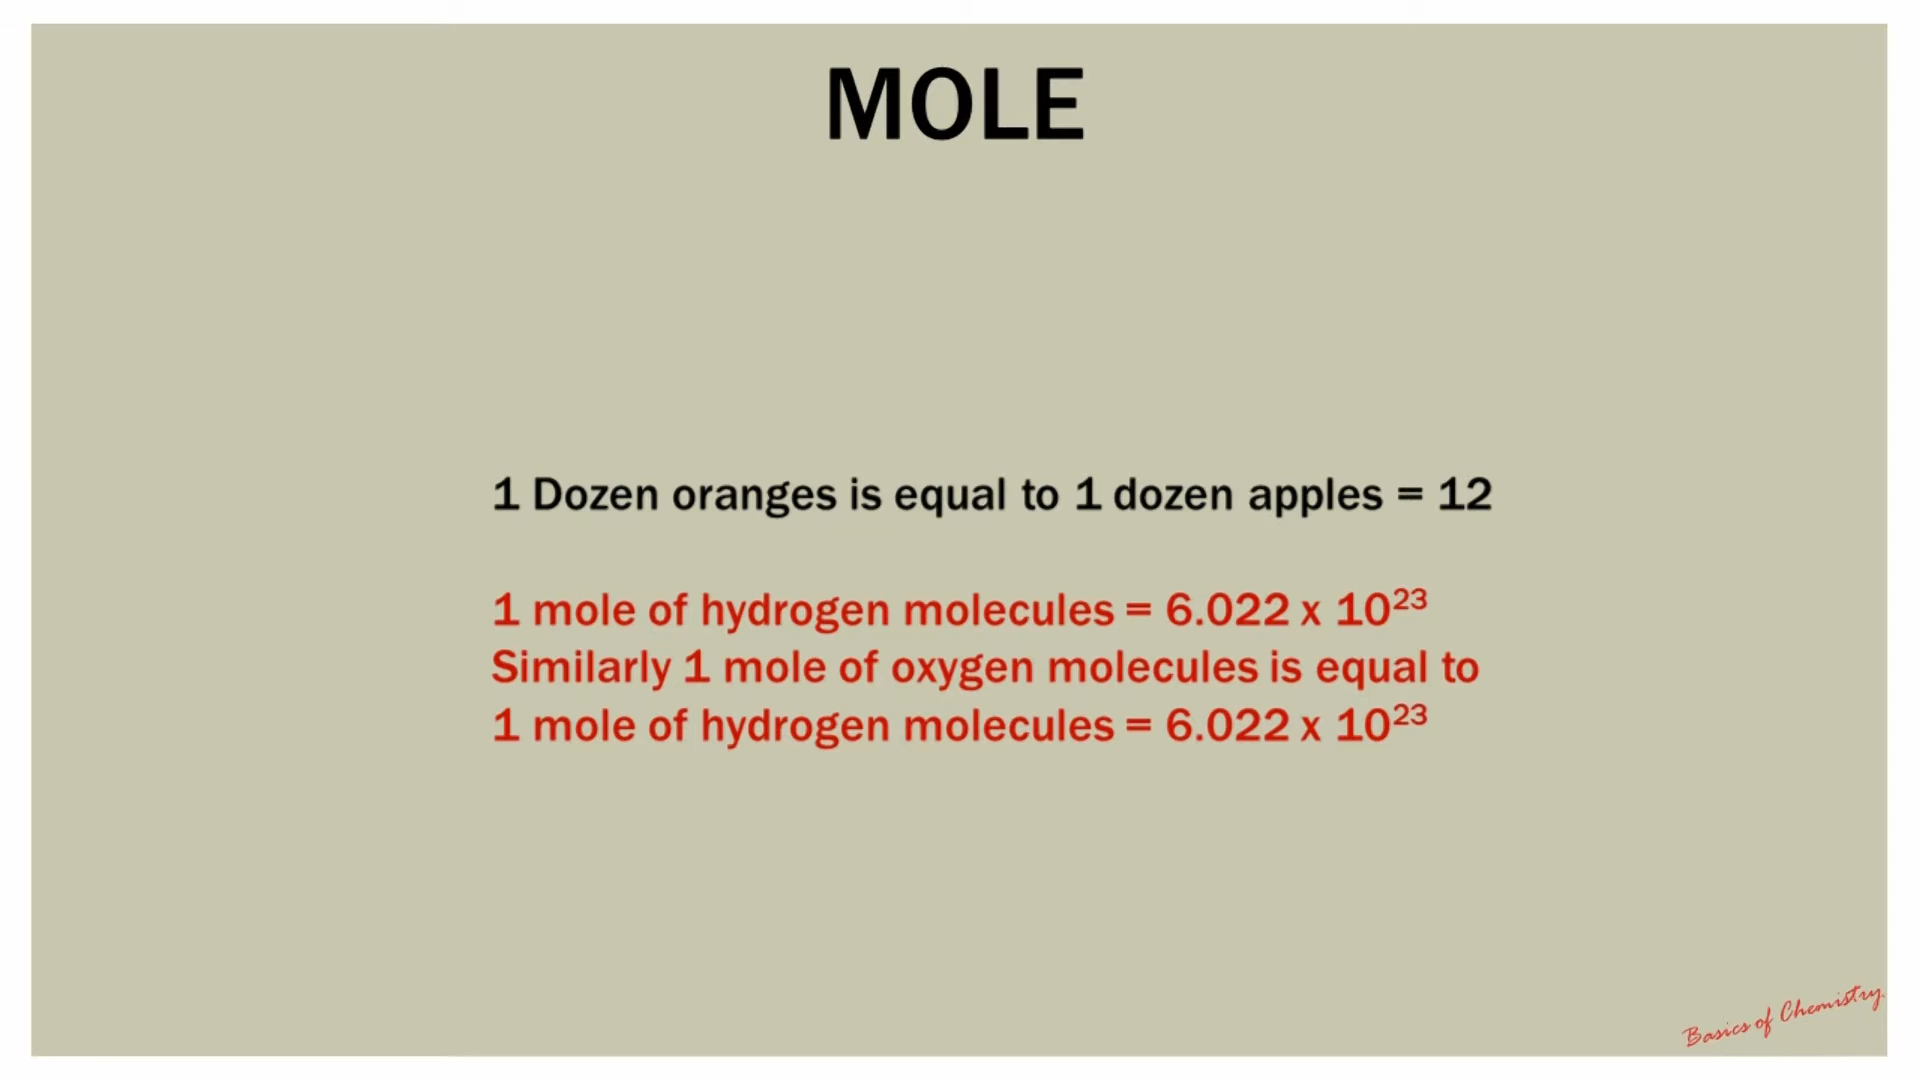 MOLE
1 Dozen oranges is equal to 1 dozen apples = 12
1 mole of hydrogen molecules = 6.022 x 10²³
Similarly 1 mole of oxygen molecules is equal to
1 mole of hydrogen molecules = 6.022 x 10²³
Basics of Chemistry.